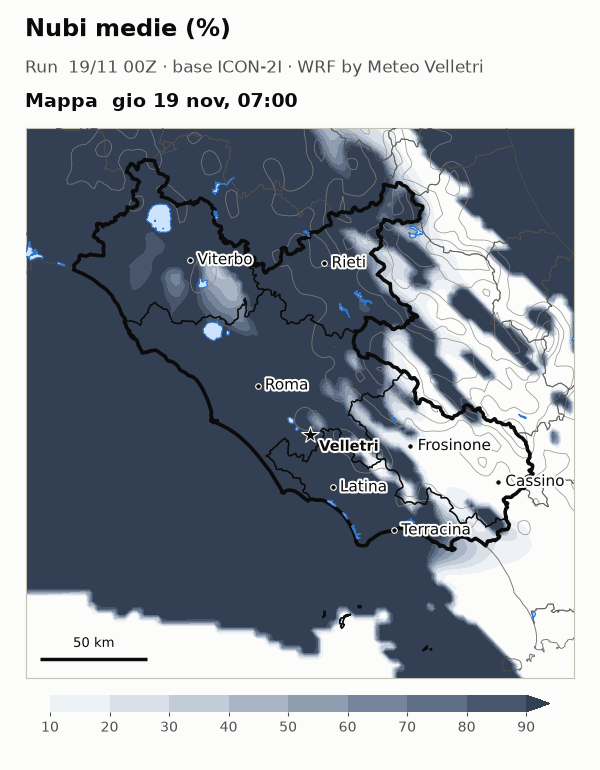 Nubi medie (%)
Run  19/11 00Z · base ICON-2I · WRF by Meteo Velletri
Mappa  gio 19 nov, 07:00
Viterbo
Rieti
Roma
Velletri
Frosinone
Cassino
Latina
Terracina
50 km
10 20 30 40 50 60 70 80 90